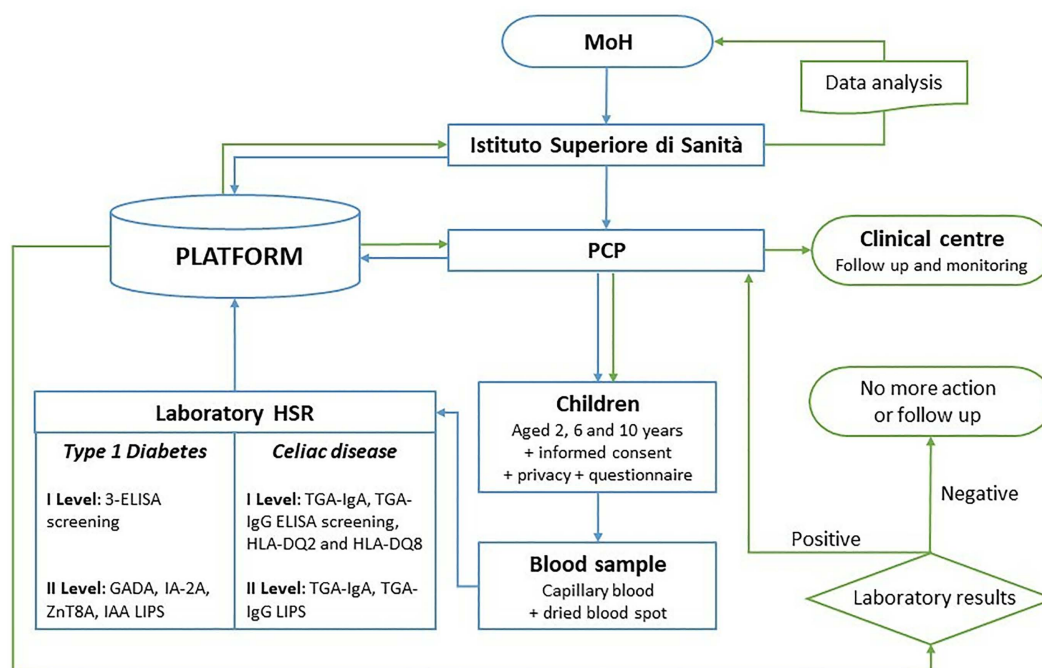 MoH
Data analysis
Istituto Superiore di Sanità
PLATFORM
PCP
Clinical centre
Follow up and monitoring
Children
Aged 2, 6 and 10 years
+ informed consent
+ privacy + questionnaire
No more action
or follow up
Laboratory HSR
Type 1 Diabetes
I Level: 3-ELISA
screening
II Level: GADA, IA-2A,
ZnT8A, IAA LIPS
Celiac disease
I Level: TGA-IgA, TGA-
IgG ELISA screening,
HLA-DQ2 and HLA-DQ8
II Level: TGA-IgA, TGA-
IgG LIPS
Blood sample
Capillary blood
+ dried blood spot
Negative
Positive
Laboratory results